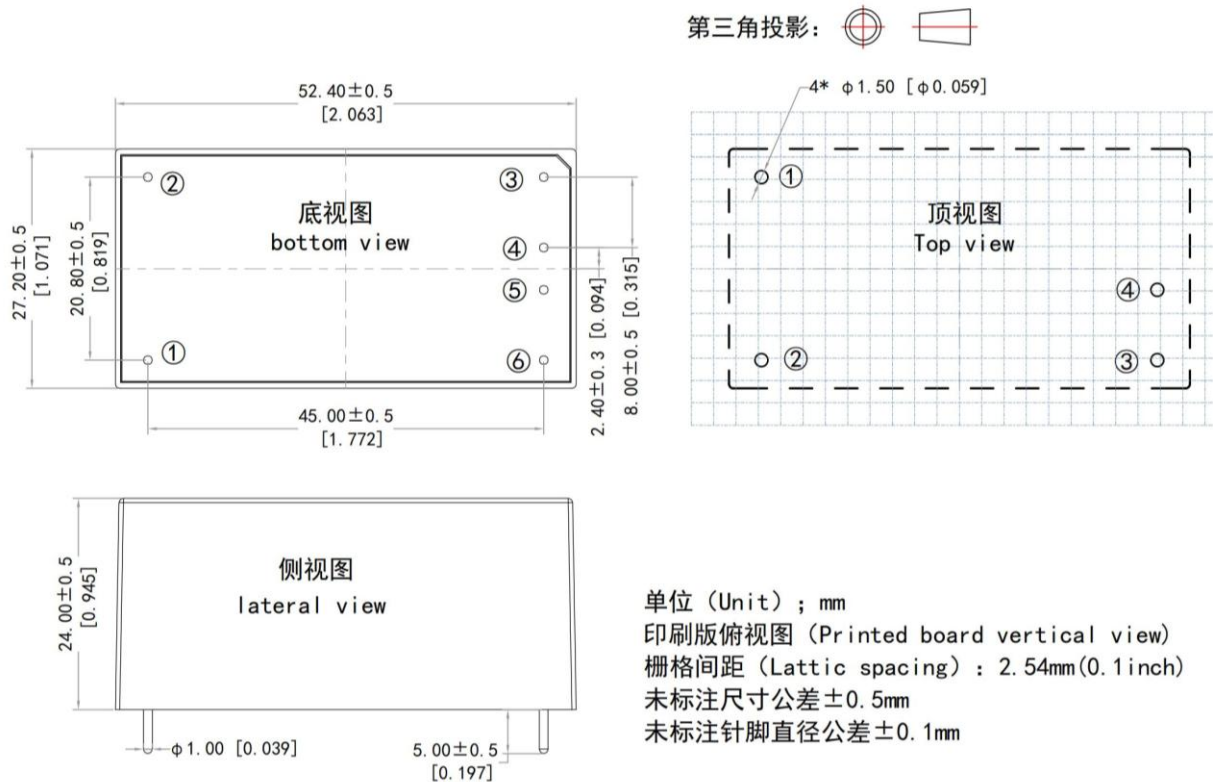 第三角投影：
52.40±0.5
[2.063]
4* φ1.50 [φ0.059]
27.20±0.5
[1.071]
20.80±0.5
[0.819]
②
③
底视图
bottom view
④
⑤
①
⑥
2.40±0.3 [0.094]
8.00±0.5 [0.315]
45.00±0.5
[1.772]
①
顶视图
Top view
④
②
③
24.00±0.5
[0.945]
侧视图
lateral view
φ1.00 [0.039]
5.00±0.5
[0.197]
单位（Unit）；mm
印刷版俯视图（Printed board vertical view）
栅格间距（Lattic spacing）：2.54mm(0.1inch)
未标注尺寸公差±0.5mm
未标注针脚直径公差±0.1mm